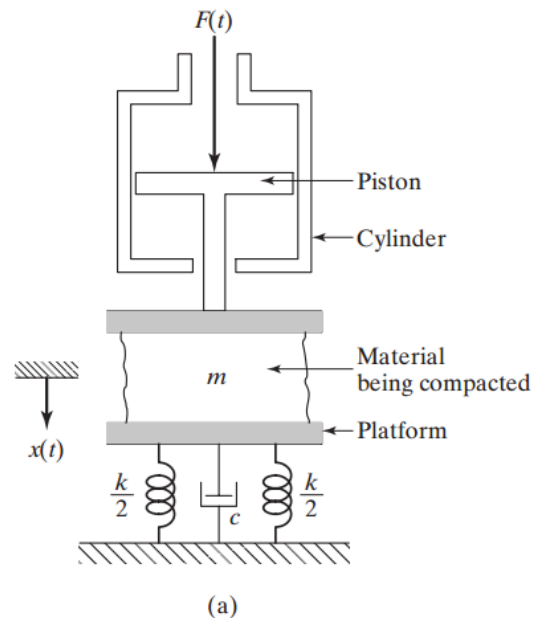 F(t)
Piston
Cylinder
Material
being compacted
m
Platform
x(t)
k/2
c
k/2
(a)